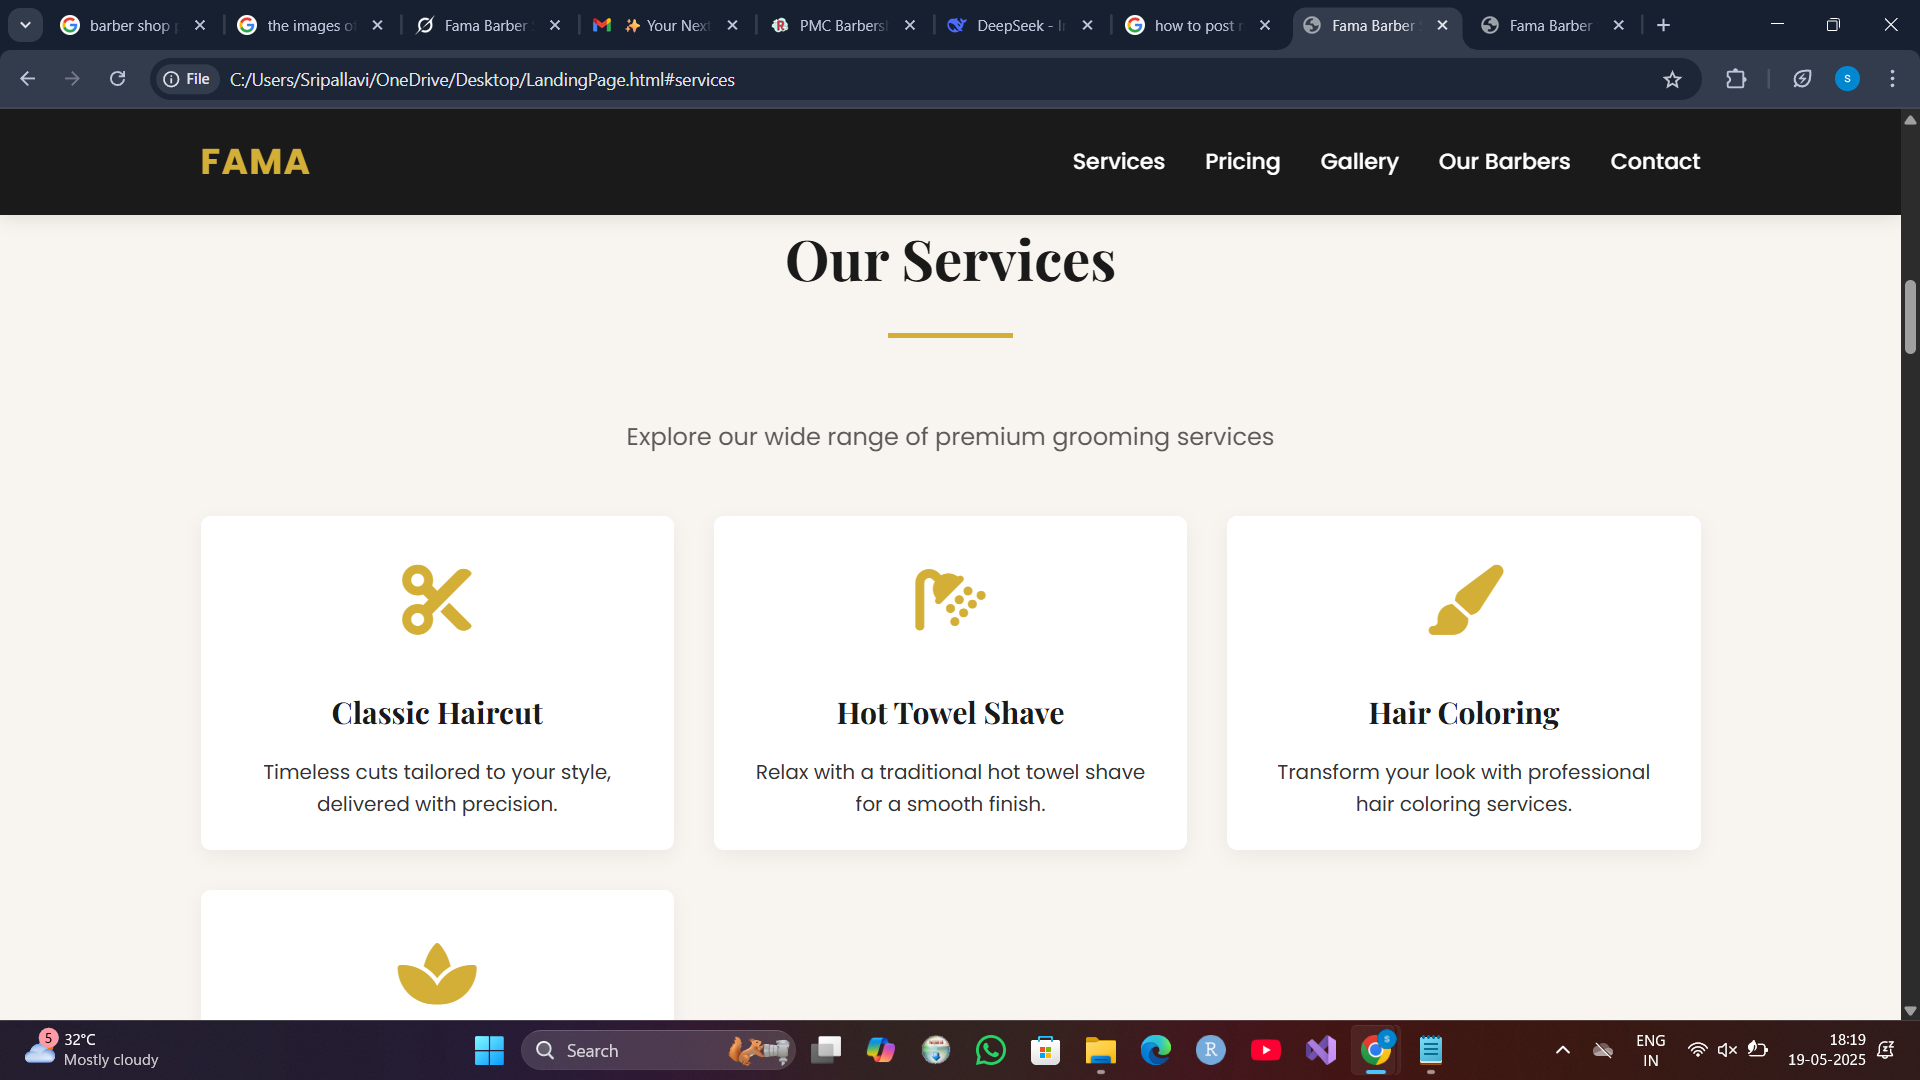 barber shop
the images o
Fama Barber
Your Nex
PMC Barbers
DeepSeek - I
how to post
Fama Barber
Fama Barber
File
C:/Users/Sripallavi/OneDrive/Desktop/LandingPage.html#services
S
FAMA
Services
Pricing
Gallery
Our Barbers
Contact
Our Services
Explore our wide range of premium grooming services
Classic Haircut
Timeless cuts tailored to your style,
delivered with precision.
Hot Towel Shave
Relax with a traditional hot towel shave
for a smooth finish.
Hair Coloring
Transform your look with professional
hair coloring services.
5
32°C
Mostly cloudy
Search
R
S
ENG
IN
18:19
19-05-2025